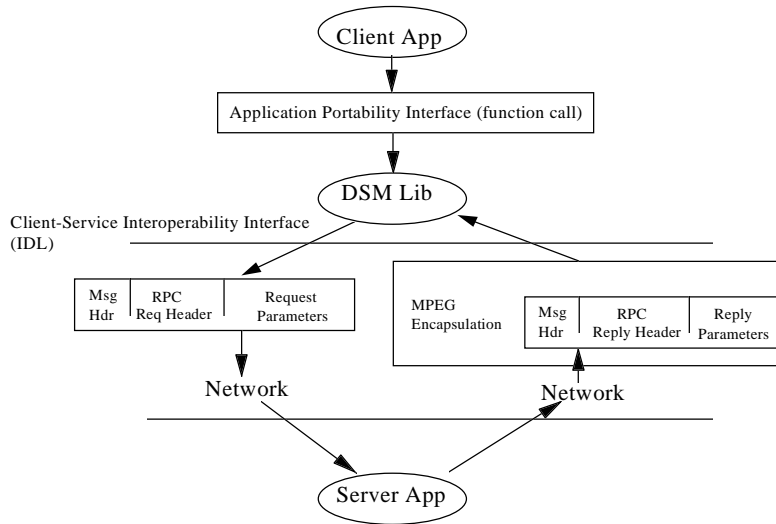 Client App
Application Portability Interface (function call)
DSM Lib
Client-Service Interoperability Interface
(IDL)
Msg
Hdr
RPC
Req Header
Request
Parameters
MPEG
Encapsulation
Msg
Hdr
RPC
Reply Header
Reply
Parameters
Network
Network
Server App